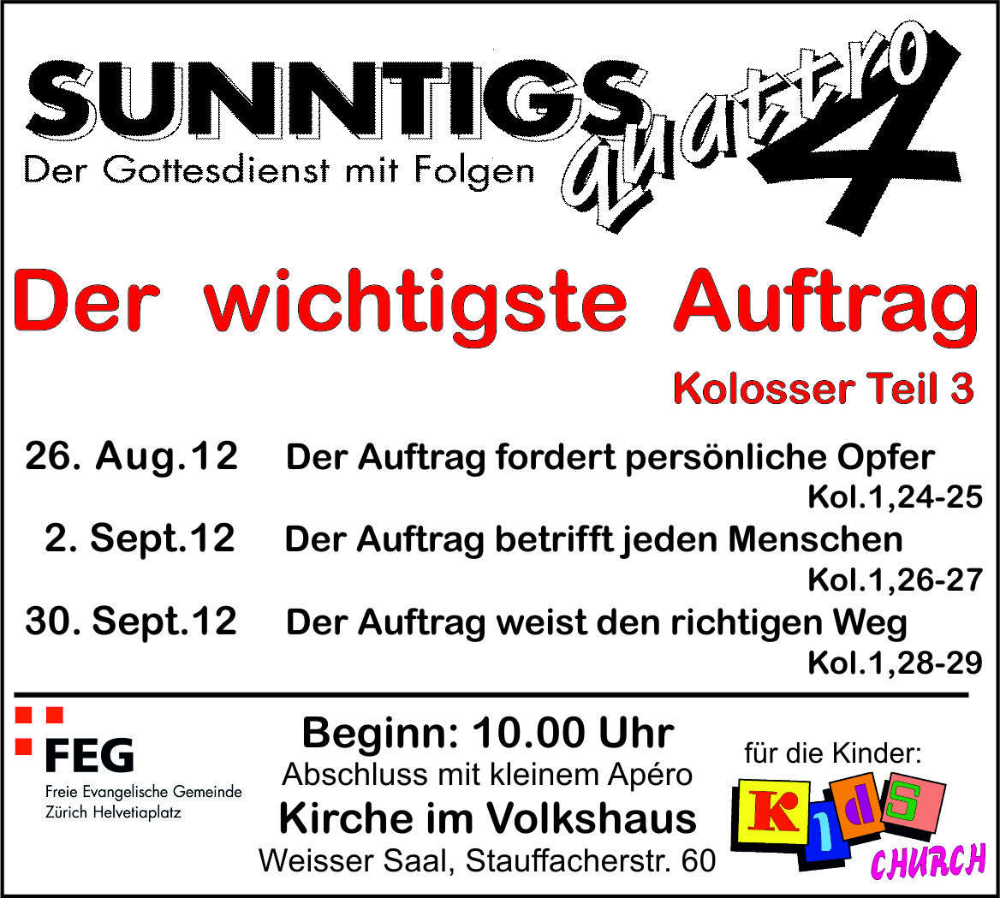 SUNNTIGS quattro 4
Der Gottesdienst mit Folgen
Der wichtigste Auftrag
Kolosser Teil 3
26. Aug.12 Der Auftrag fordert persönliche Opfer
Kol.1,24-25
2. Sept.12 Der Auftrag betrifft jeden Menschen
Kol.1,26-27
30. Sept.12 Der Auftrag weist den richtigen Weg
Kol.1,28-29
FEG
Freie Evangelische Gemeinde
Zürich Helvetiaplatz
Beginn: 10.00 Uhr
Abschluss mit kleinem Apéro
Kirche im Volkshaus
Weisser Saal, Stauffacherstr. 60
für die Kinder:
KidS
CHURCH